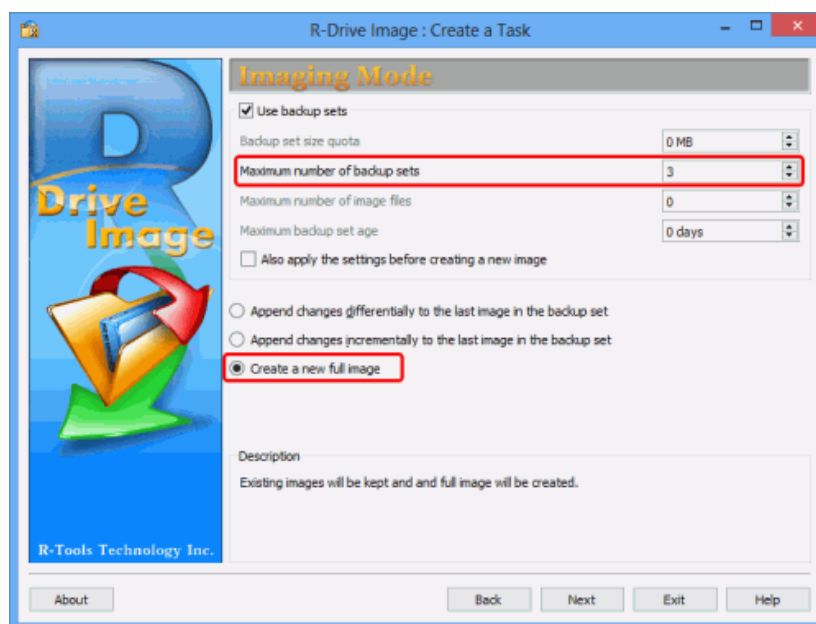 R-Drive Image : Create a Task
R
Drive
Image
R-Tools Technology Inc.
Imaging Mode
Use backup sets
Backup set size quota
0 MB
Maximum number of backup sets
3
Maximum number of image files
0
Maximum backup set age
0 days
Also apply the settings before creating a new image
Append changes differentially to the last image in the backup set
Append changes incrementally to the last image in the backup set
Create a new full image
Description
Existing images will be kept and and full image will be created.
About
Back
Next
Exit
Help